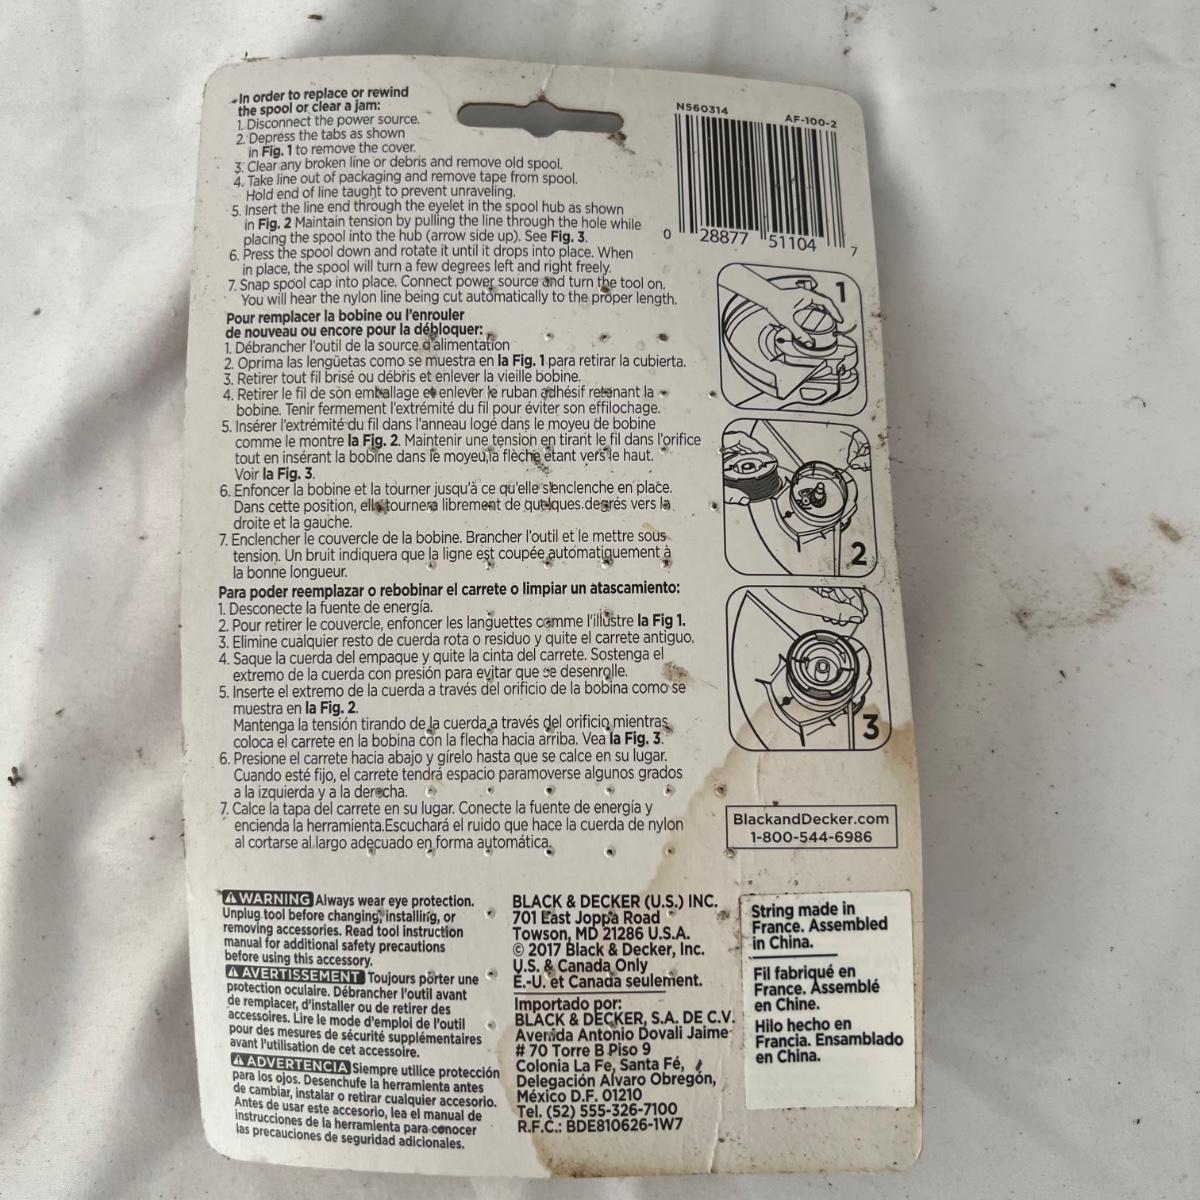 In order to replace or rewind
the spool or clear a jam:
1. Disconnect the power source.
2. Depress the tabs as shown
in Fig. 1 to remove the cover.
3. Clear any broken line or debris and remove old spool.
4. Take line out of packaging and remove tape from spool.
Hold end of line taught to prevent unraveling.
5. Insert the line end through the eyelet in the spool hub as shown
in Fig. 2 Maintain tension by pulling the line through the hole while
placing the spool into the hub (arrow side up). See Fig. 3.
6. Press the spool down and rotate it until it drops into place. When
in place, the spool will turn a few degrees left and right freely.
7. Snap spool cap into place. Connect power source and turn the tool on.
You will hear the nylon line being cut automatically to the proper length.
Pour remplacer la bobine ou l'enrouler
de nouveau ou encore pour la débloquer:
1. Débrancher l'outil de la source d'alimentation
2. Oprima las lengüetas como se muestra en la Fig. 1 para retirar la cubierta.
3. Retirer tout fil brisé ou débris et enlever la vieille bobine.
4. Retirer le fil de son emballage et enlever le ruban adhésif retenant la
bobine. Tenir fermement l'extrémité du fil pour éviter son effilochage.
5. Insérer l'extrémité du fil dans l'anneau logé dans le moyeu de bobine
comme le montre la Fig. 2. Maintenir une tension en tirant le fil dans l'orifice
tout en insérant la bobine dans le moyeu,la flèche étant vers le haut.
Voir la Fig. 3.
6. Enfoncer la bobine et la tourner jusqu'à ce qu'elle s'enclenche en place.
Dans cette position, elle tournera librement de quelques degrés vers la
droite et la gauche.
7. Enclencher le couvercle de la bobine. Brancher l'outil et le mettre sous
tension. Un bruit indiquera que la ligne est coupée automatiquement à
la bonne longueur.
Para poder reemplazar o rebobinar el carrete o limpiar un atascamiento:
1. Desconecte la fuente de energía.
2. Pour retirer le couvercle, enfoncer les languettes comme l'illustre la Fig 1.
3. Elimine cualquier resto de cuerda rota o residuo y quite el carrete antiguo.
4. Saque la cuerda del empaque y quite la cinta del carrete. Sostenga el
extremo de la cuerda con presión para evitar que se desenrolle.
5. Inserte el extremo de la cuerda a través del orificio de la bobina como se
muestra en la Fig. 2.
Mantenga la tensión tirando de la cuerda a través del orificio mientras
coloca el carrete en la bobina con la flecha hacia arriba. Vea la Fig. 3.
6. Presione el carrete hacia abajo y gírelo hasta que se calce en su lugar.
Cuando esté fijo, el carrete tendrá espacio paramoverse algunos grados
a la izquierda y a la derecha.
7. Calce la tapa del carrete en su lugar. Conecte la fuente de energía y
encienda la herramienta.Escuchará el ruido que hace la cuerda de nylon
al cortarse al largo adecuado en forma automática.
N560314
AF-100-2
0 28877 51104 7
1
2
3
BlackandDecker.com
1-800-544-6986
WARNING Always wear eye protection.
Unplug tool before changing, installing, or
removing accessories. Read tool instruction
manual for additional safety precautions
before using this accessory.
AVERTISSEMENT Toujours porter une
protection oculaire. Débrancher l'outil avant
de remplacer, d'installer ou de retirer des
accessoires. Lire le mode d'emploi de l'outil
pour des mesures de sécurité supplémentaires
avant l'utilisation de cet accessoire.
ADVERTENCIA Siempre utilice protección
para los ojos. Desenchufe la herramienta antes
de cambiar, instalar o retirar cualquier accesorio.
Antes de usar este accesorio, lea el manual de
instrucciones de la herramienta para conocer
las precauciones de seguridad adicionales.
BLACK & DECKER (U.S.) INC.
701 East Joppa Road
Towson, MD 21286 U.S.A.
© 2017 Black & Decker, Inc.
U.S. & Canada Only
É.-U. et Canada seulement.
Importado por:
BLACK & DECKER, S.A. DE C.V.
Avenida Antonio Dovali Jaime
# 70 Torre B Piso 9
Colonia La Fe, Santa Fé,
Delegación Alvaro Obregón,
México D.F. 01210
Tel. (52) 555-326-7100
R.F.C.: BDE810626-1W7
String made in
France. Assembled
in China.
Fil fabriqué en
France. Assemblé
en Chine.
Hilo hecho en
Francia. Ensamblado
en China.